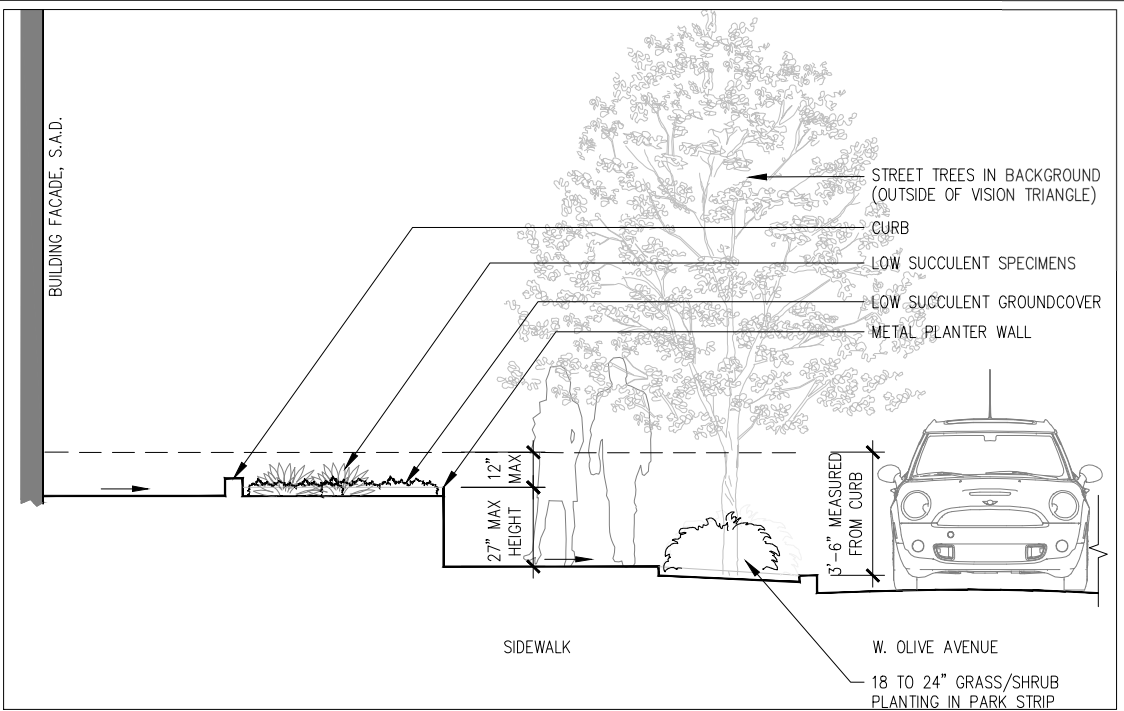 BUILDING FACADE, S.A.D.
STREET TREES IN BACKGROUND
(OUTSIDE OF VISION TRIANGLE)
CURB
LOW SUCCULENT SPECIMENS
LOW SUCCULENT GROUNDCOVER
METAL PLANTER WALL
12"
MAX
27" MAX
HEIGHT
3'-6" MEASURED
FROM CURB
SIDEWALK
W. OLIVE AVENUE
18 TO 24" GRASS/SHRUB
PLANTING IN PARK STRIP